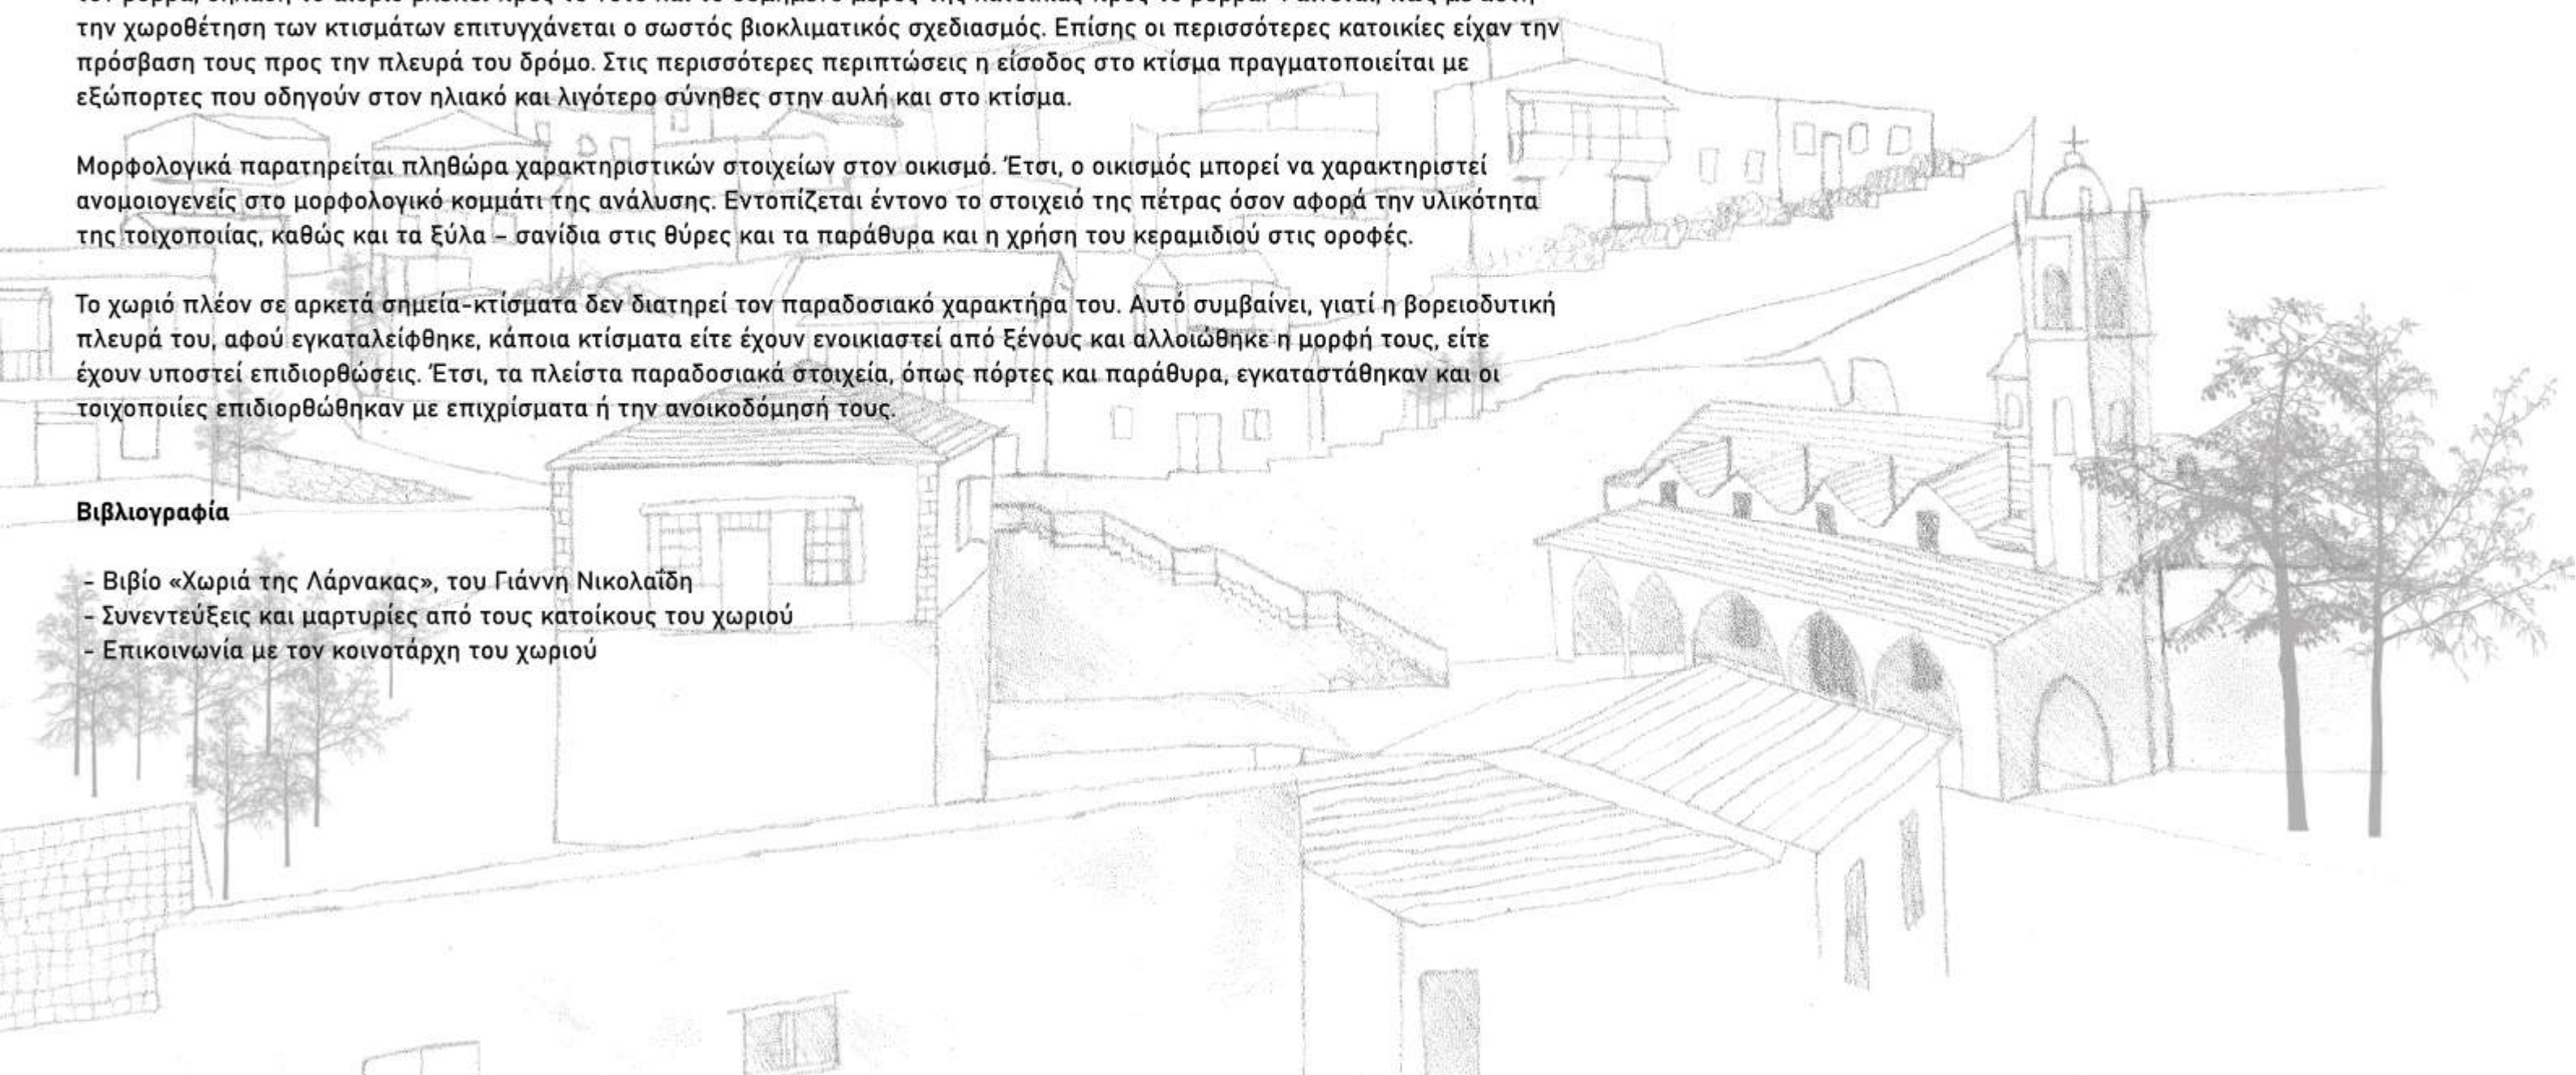 την χωροθέτηση των κτισμάτων επιτυγχάνεται ο σωστός βιοκλιματικός σχεδιασμός. Επίσης οι περισσότερες κατοικίες είχαν την
πρόσβαση τους προς την πλευρά του δρόμο. Στις περισσότερες περιπτώσεις η είσοδος στο κτίσμα πραγματοποιείται με
εξώπορτες που οδηγούν στον ηλιακό και λιγότερο σύνηθες στην αυλή και στο κτίσμα.
Μορφολογικά παρατηρείται πληθώρα χαρακτηριστικών στοιχείων στον οικισμό. Έτσι, ο οικισμός μπορεί να χαρακτηριστεί
ανομοιογενείς στο μορφολογικό κομμάτι της ανάλυσης. Εντοπίζεται έντονο το στοιχειό της πέτρας όσον αφορά την υλικότητα
της τοιχοποιίας, καθώς και τα ξύλα – σανίδια στις θύρες και τα παράθυρα και η χρήση του κεραμιδιού στις οροφές.
Το χωριό πλέον σε αρκετά σημεία-κτίσματα δεν διατηρεί τον παραδοσιακό χαρακτήρα του. Αυτό συμβαίνει, γιατί η βορειοδυτική
πλευρά του, αφού εγκαταλείφθηκε, κάποια κτίσματα είτε έχουν ενοικιαστεί από ξένους και αλλοιώθηκε η μορφή τους, είτε
έχουν υποστεί επιδιορθώσεις. Έτσι, τα πλείστα παραδοσιακά στοιχεία, όπως πόρτες και παράθυρα, εγκαταστάθηκαν και οι
τοιχοποιίες επιδιορθώθηκαν με επιχρίσματα ή την ανοικοδόμησή τους.
Βιβλιογραφία
- Βιβίο «Χωριά της Λάρνακας», του Γιάννη Νικολαΐδη
- Συνεντεύξεις και μαρτυρίες από τους κατοίκους του χωριού
- Επικοινωνία με τον κοινοτάρχη του χωριού